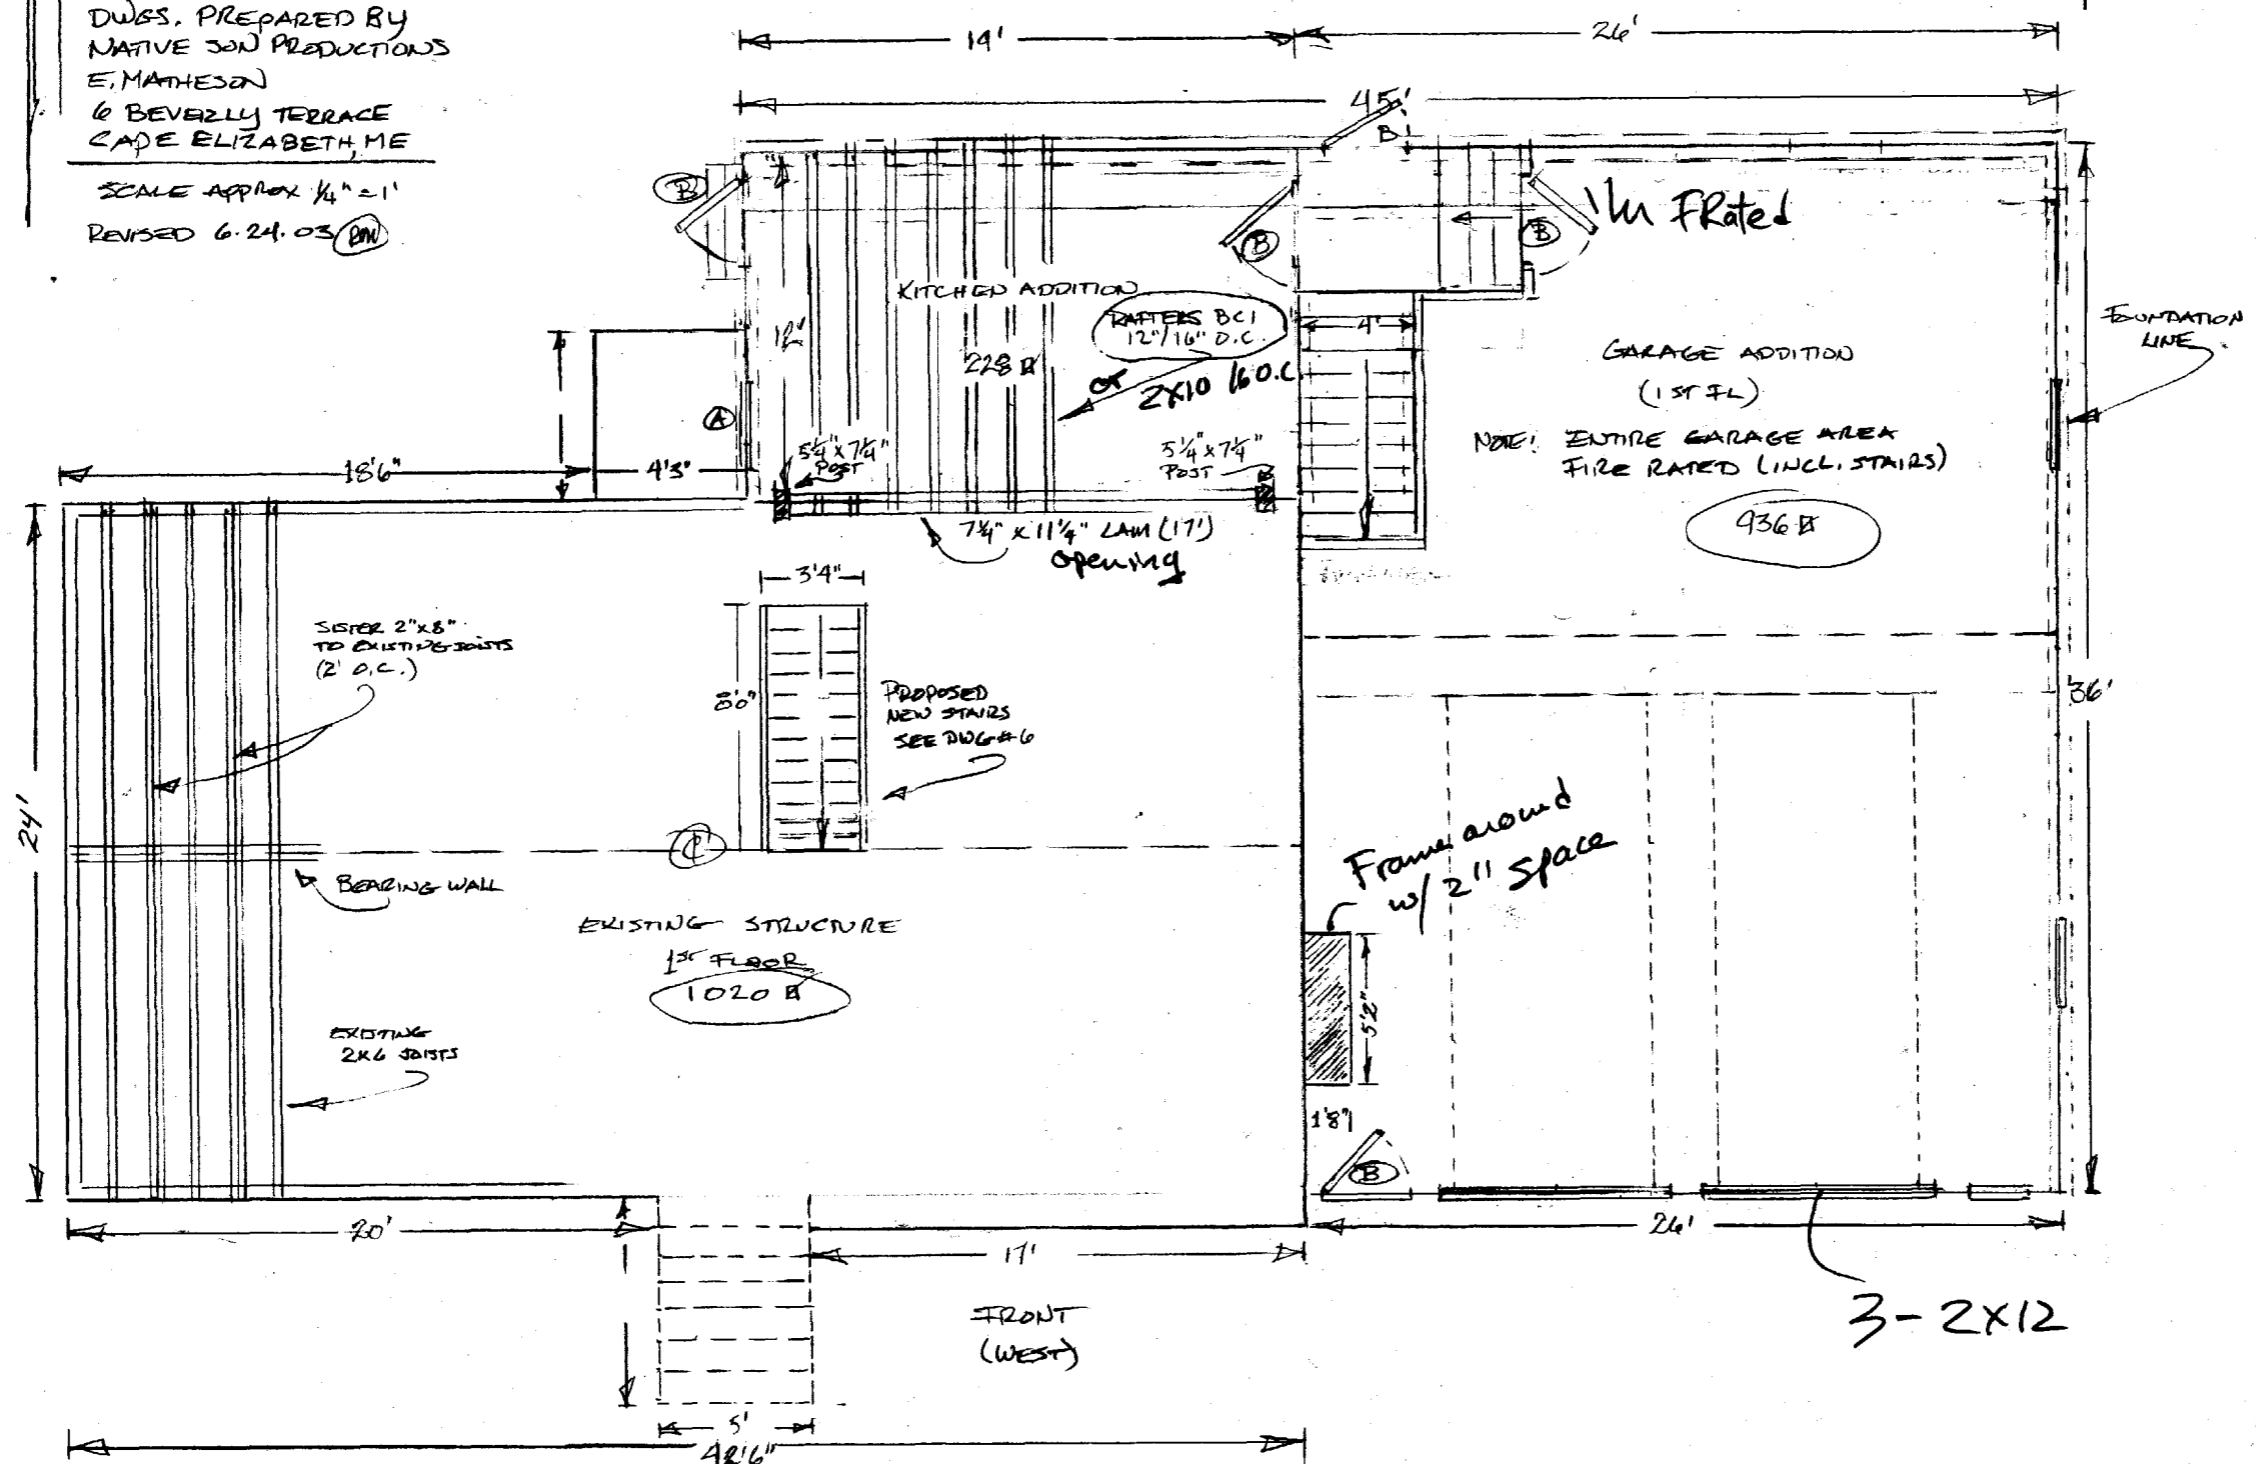 DWGS. PREPARED BY
NATIVE SON PRODUCTIONS
E. MATHESON
6 BEVERLY TERRACE
CAPE ELIZABETH, ME
SCALE APPROX 1/4" = 1'
REVISED 6.24.03
19'
26'
45'
B
B
B
B
1 Hr FRated
KITCHEN ADDITION
12'
RAFTERS BCI
12"/16" O.C.
228
or
2X10 16 O.C.
4'
GARAGE ADDITION
(1ST FL)
NOTE! ENTIRE GARAGE AREA
FIRE RATED (INCL. STAIRS)
936
FOUNDATION
LINE
A
18'6"
4'3"
5 1/4" x 7 1/4"
POST
5 1/4" x 7 1/4"
POST
7 1/4" x 11 1/4" LAM (17')
opening
3'4"
SISTER 2"x8"
TO EXISTING JOISTS
(2' O.C.)
8'0"
PROPOSED
NEW STAIRS
SEE DWG #6
36'
24'
BEARING WALL
Frame around
w/ 2" space
EXISTING STRUCTURE
1ST FLOOR
1020
EXISTING
2X6 JOISTS
5'2"
1'8"
B
20'
17'
26'
FRONT
(WEST)
3-2X12
5'
42'6"